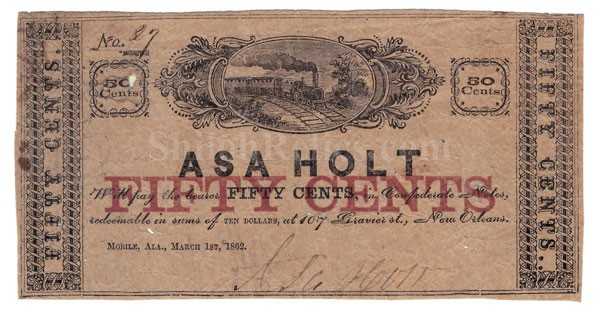 No. 87
50
Cents
50
Cents
FIFTY CENTS
FIFTY CENTS.
ShilohRelics.com
ASA HOLT
FIFTY CENTS
Will pay the bearer FIFTY CENTS, in Confederate Notes,
redeemable in sums of TEN DOLLARS, at 107 Gravier st., New Orleans.
MOBILE, ALA., MARCH 1ST, 1862.
Asa Holt